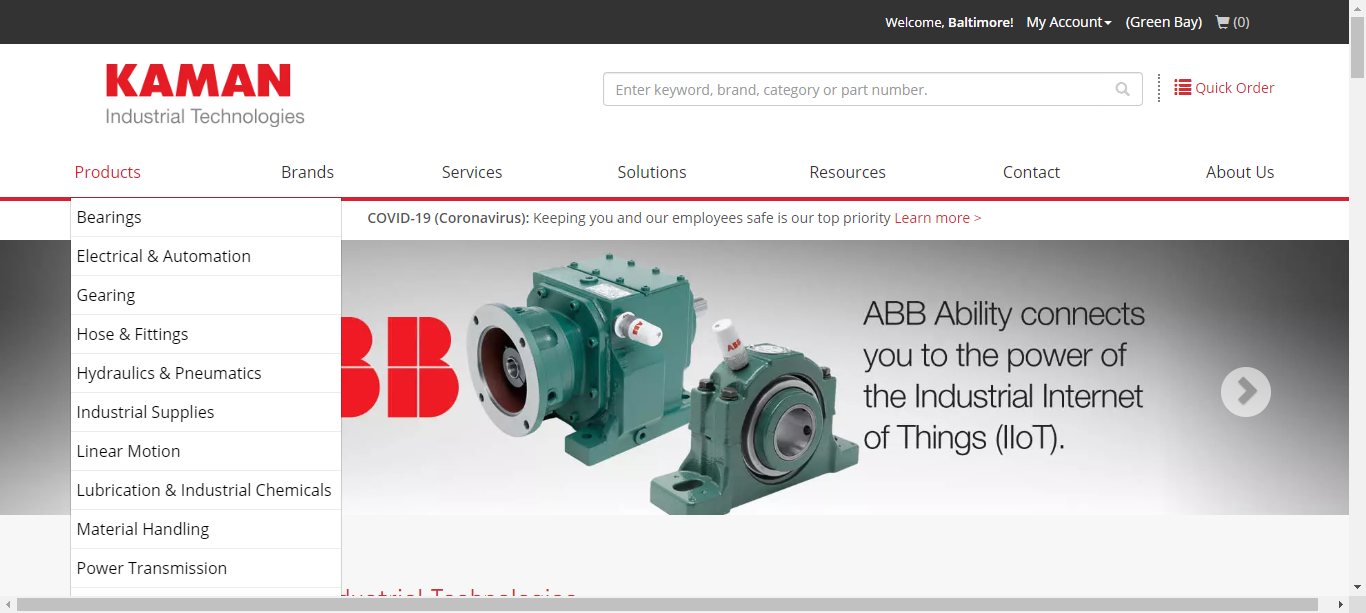 Welcome, Baltimore! My Account (Green Bay) (0)
KAMAN
Industrial Technologies
Enter keyword, brand, category or part number.
Quick Order
Products Brands Services Solutions Resources Contact About Us
Bearings
Electrical & Automation
Gearing
Hose & Fittings
Hydraulics & Pneumatics
Industrial Supplies
Linear Motion
Lubrication & Industrial Chemicals
Material Handling
Power Transmission
COVID-19 (Coronavirus): Keeping you and our employees safe is our top priority Learn more >
BB
ABB
ABB
ABB Ability connects
you to the power of
the Industrial Internet
of Things (IIoT).